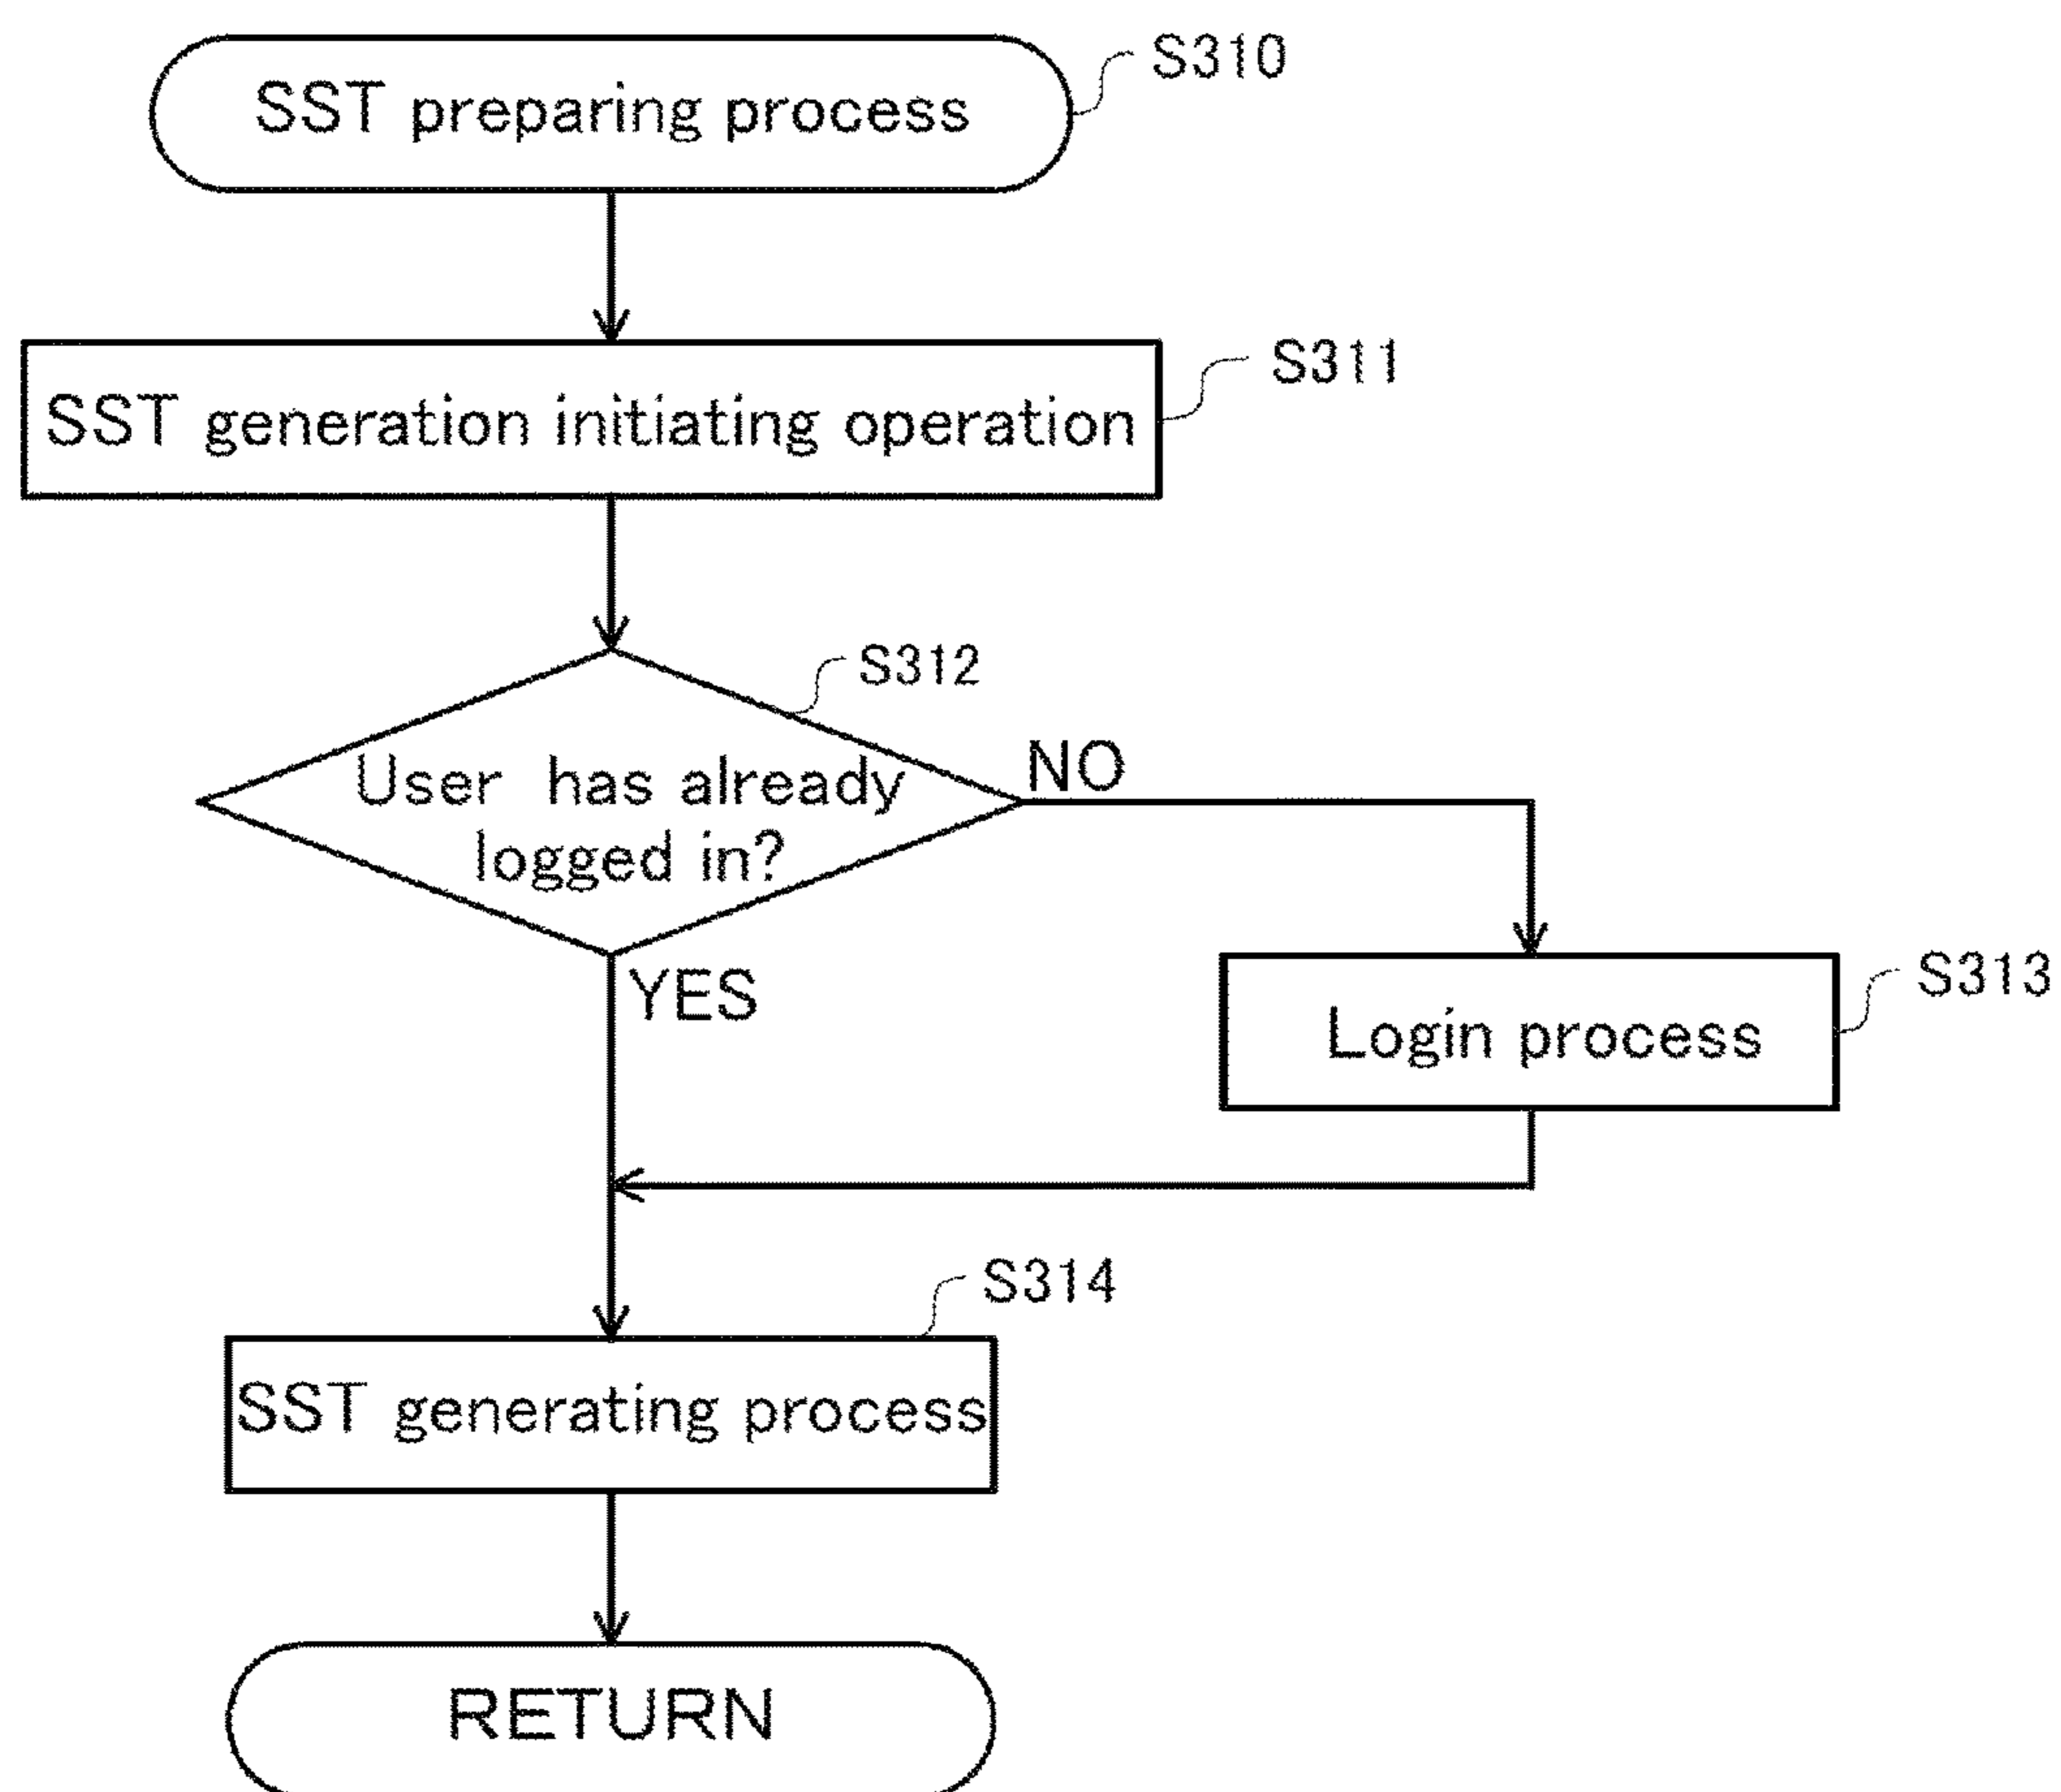 S310
SST preparing process
S311
SST generation initiating operation
S312
User has already
logged in?
NO
YES
S313
Login process
S314
SST generating process
RETURN